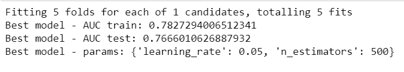 Fitting 5 folds for each of 1 candidates, totalling 5 fits
Best model - AUC train: 0.7827294006512341
Best model - AUC test: 0.7666010626887932
Best model - params: {'learning_rate': 0.05, 'n_estimators': 500}